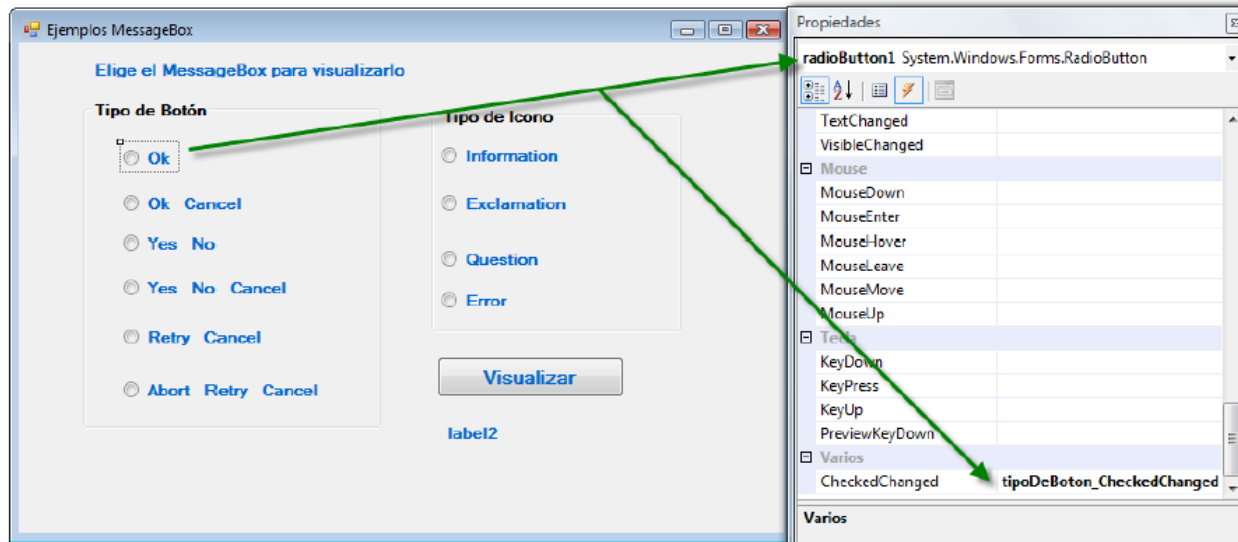 Ejemplos MessageBox
Elige el MessageBox para visualizarlo
Tipo de Botón
Ok
Ok Cancel
Yes No
Yes No Cancel
Retry Cancel
Abort Retry Cancel
Tipo de Icono
Information
Exclamation
Question
Error
Visualizar
label2
Propiedades
radioButton1 System.Windows.Forms.RadioButton
TextChanged
VisibleChanged
Mouse
MouseDown
MouseEnter
MouseHover
MouseLeave
MouseMove
MouseUp
Tecla
KeyDown
KeyPress
KeyUp
PreviewKeyDown
Varios
CheckedChanged tipoDeBoton_CheckedChanged
Varios